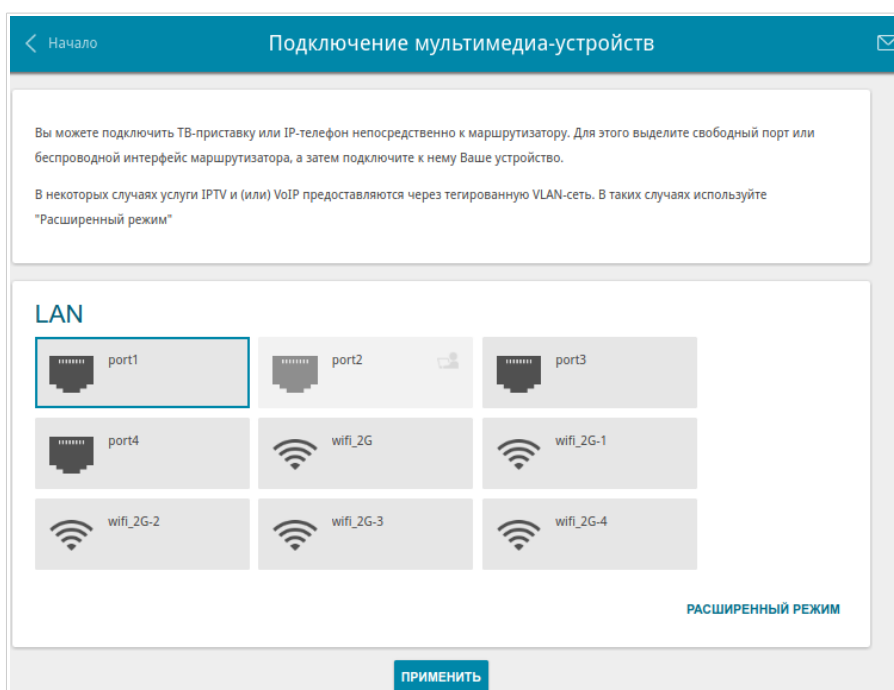 Начало
Подключение мультимедиа-устройств
Вы можете подключить ТВ-приставку или IP-телефон непосредственно к маршрутизатору. Для этого выделите свободный порт или
беспроводной интерфейс маршрутизатора, а затем подключите к нему Ваше устройство.
В некоторых случаях услуги IPTV и (или) VoIP предоставляются через тегированную VLAN-сеть. В таких случаях используйте
"Расширенный режим"
LAN
port1
port2
port3
port4
wifi_2G
wifi_2G-1
wifi_2G-2
wifi_2G-3
wifi_2G-4
РАСШИРЕННЫЙ РЕЖИМ
ПРИМЕНИТЬ